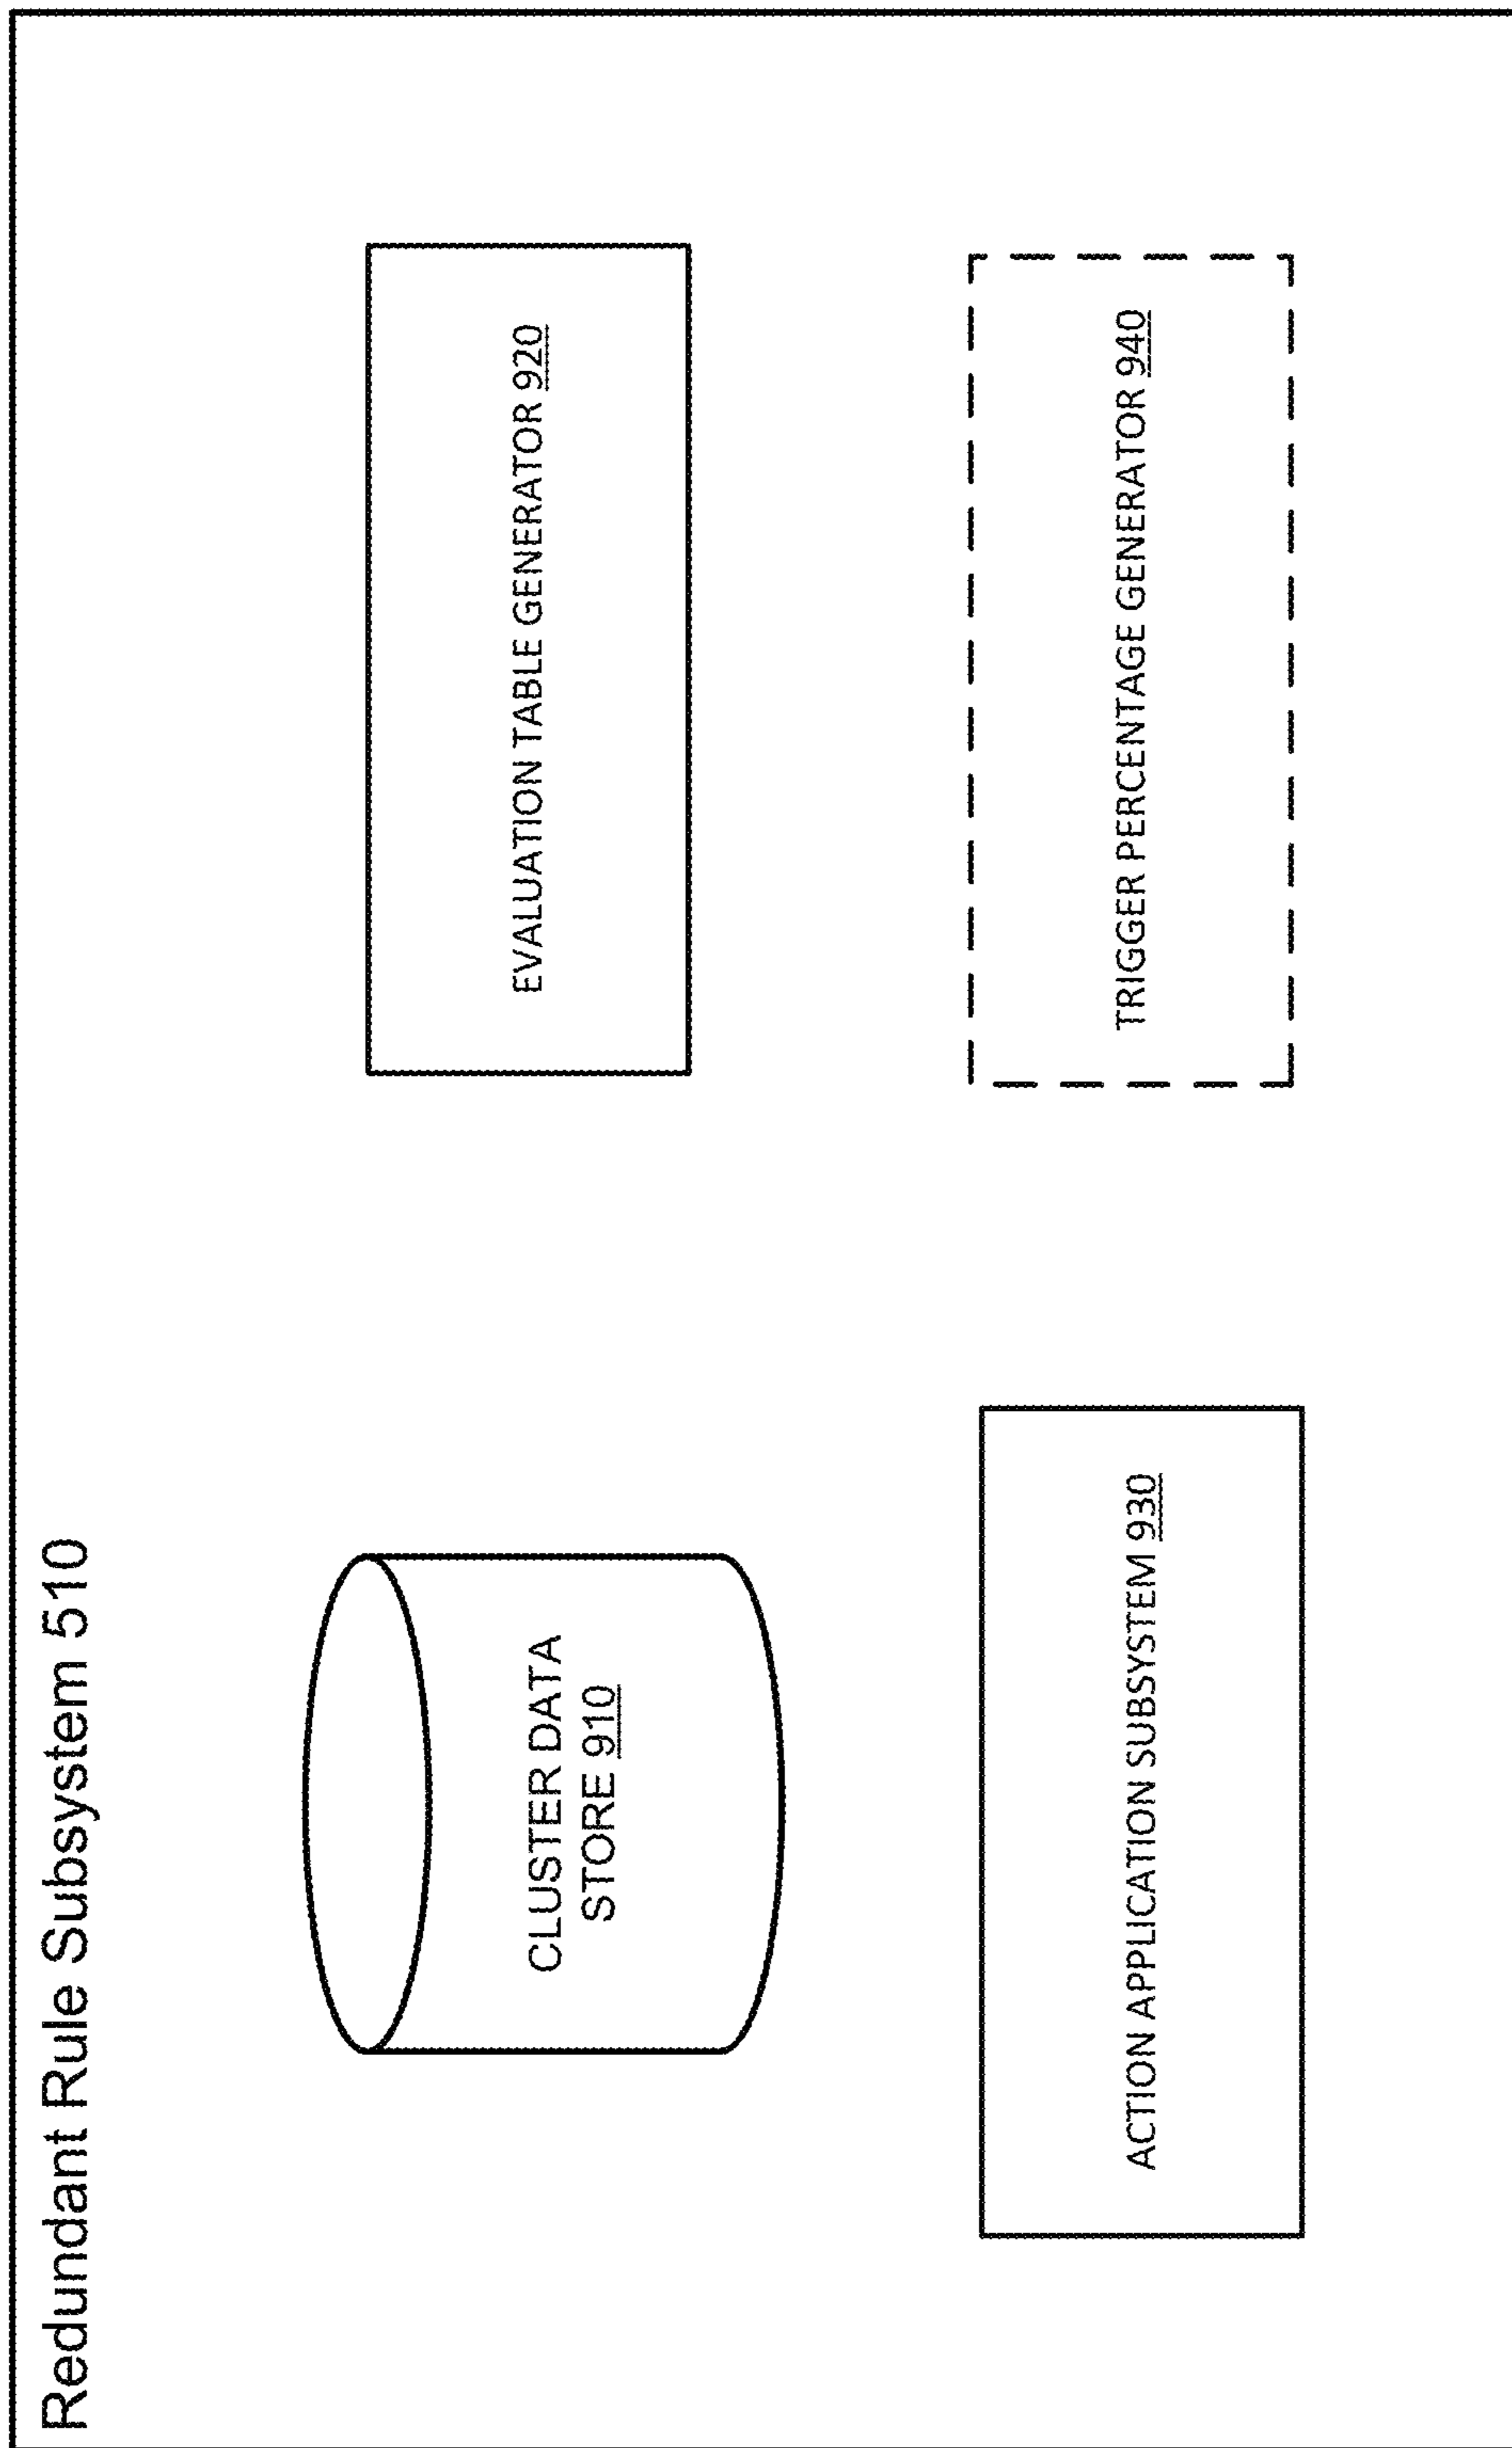 Redundant Rule Subsystem 510
CLUSTER DATA
STORE 910
EVALUATION TABLE GENERATOR 920
ACTION APPLICATION SUBSYSTEM 930
TRIGGER PERCENTAGE GENERATOR 940